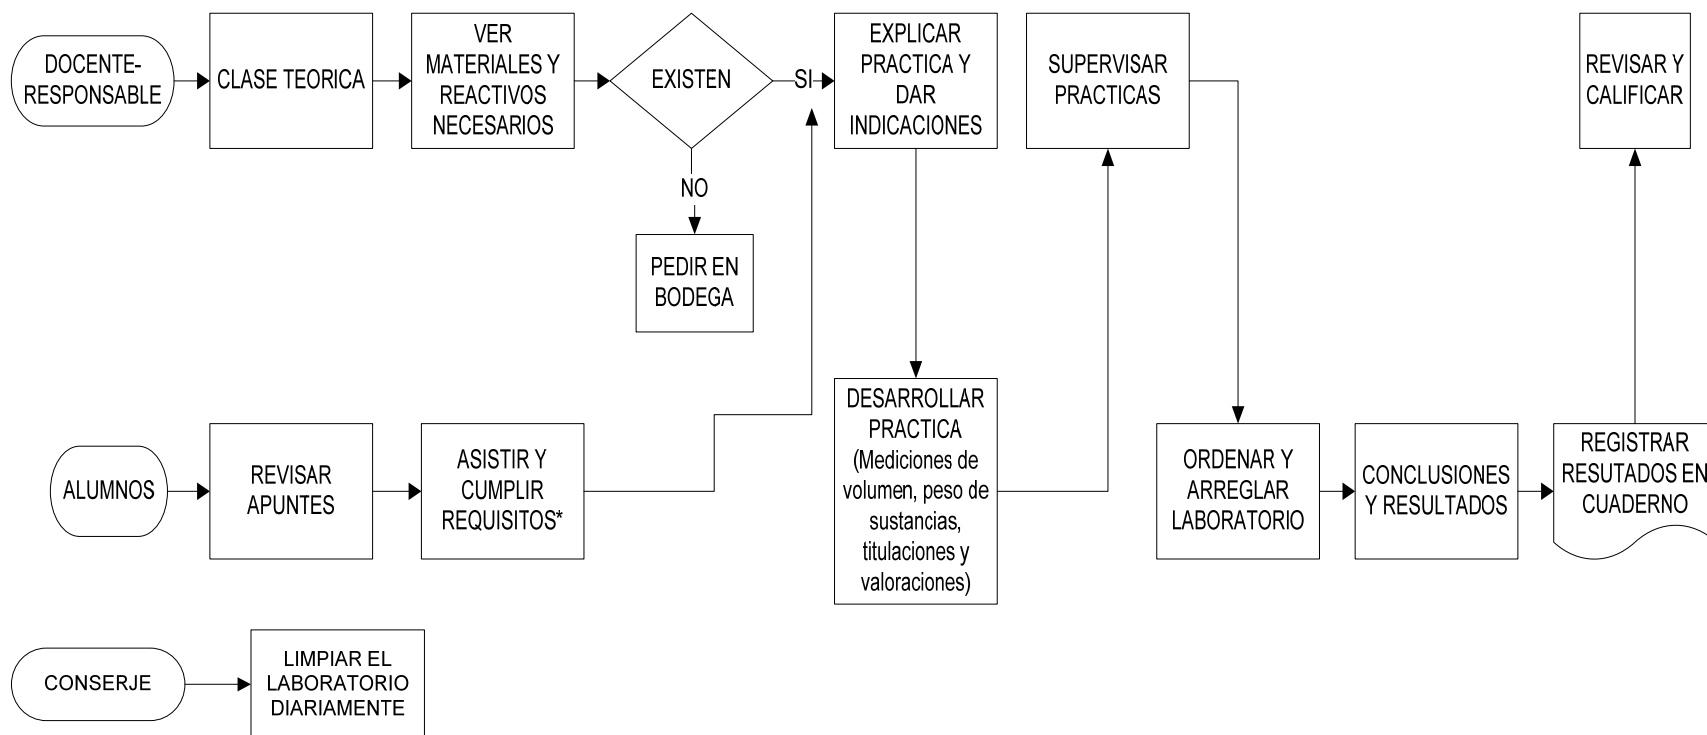 DOCENTE-
RESPONSABLE
CLASE TEORICA
VER
MATERIALES Y
REACTIVOS
NECESARIOS
EXISTEN
SI
NO
PEDIR EN
BODEGA
EXPLICAR
PRACTICA Y
DAR
INDICACIONES
SUPERVISAR
PRACTICAS
REVISAR Y
CALIFICAR
ALUMNOS
REVISAR
APUNTES
ASISTIR Y
CUMPLIR
REQUISITOS*
DESARROLLAR
PRACTICA
(Mediciones de
volumen, peso de
sustancias,
titulaciones y
valoraciones)
ORDENAR Y
ARREGLAR
LABORATORIO
CONCLUSIONES
Y RESULTADOS
REGISTRAR
RESUTADOS EN
CUADERNO
CONSERJE
LIMPIAR EL
LABORATORIO
DIARIAMENTE